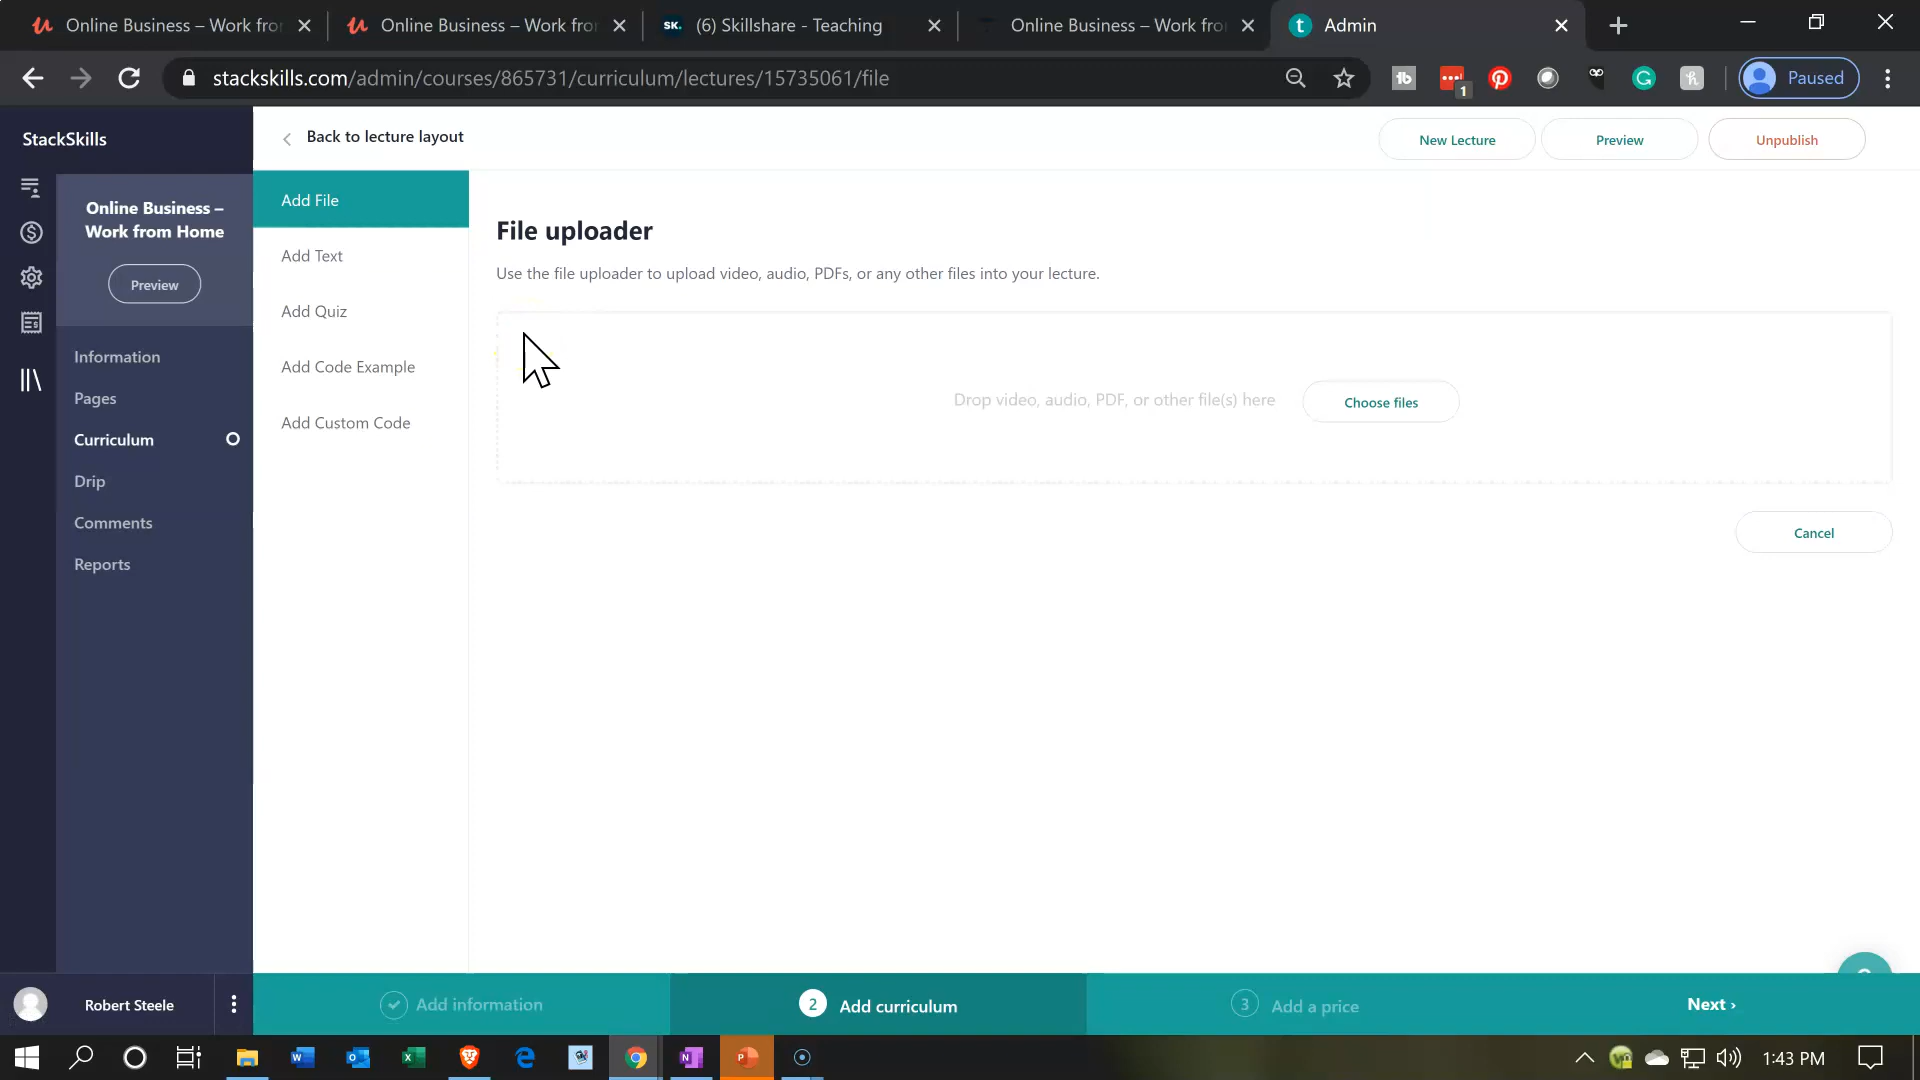 Online Business – Work fro
Online Business – Work fro
SK.
(6) Skillshare - Teaching
Online Business – Work fro
t
Admin
stackskills.com/admin/courses/865731/curriculum/lectures/15735061/file
1
Paused
StackSkills
Back to lecture layout
New Lecture
Preview
Unpublish
Online Business –
Work from Home
Preview
Information
Pages
Curriculum
Drip
Comments
Reports
Add File
Add Text
Add Quiz
Add Code Example
Add Custom Code
File uploader
Use the file uploader to upload video, audio, PDFs, or any other files into your lecture.
Drop video, audio, PDF, or other file(s) here
Choose files
Cancel
Robert Steele
Add information
2
Add curriculum
3
Add a price
Next ›
1:43 PM